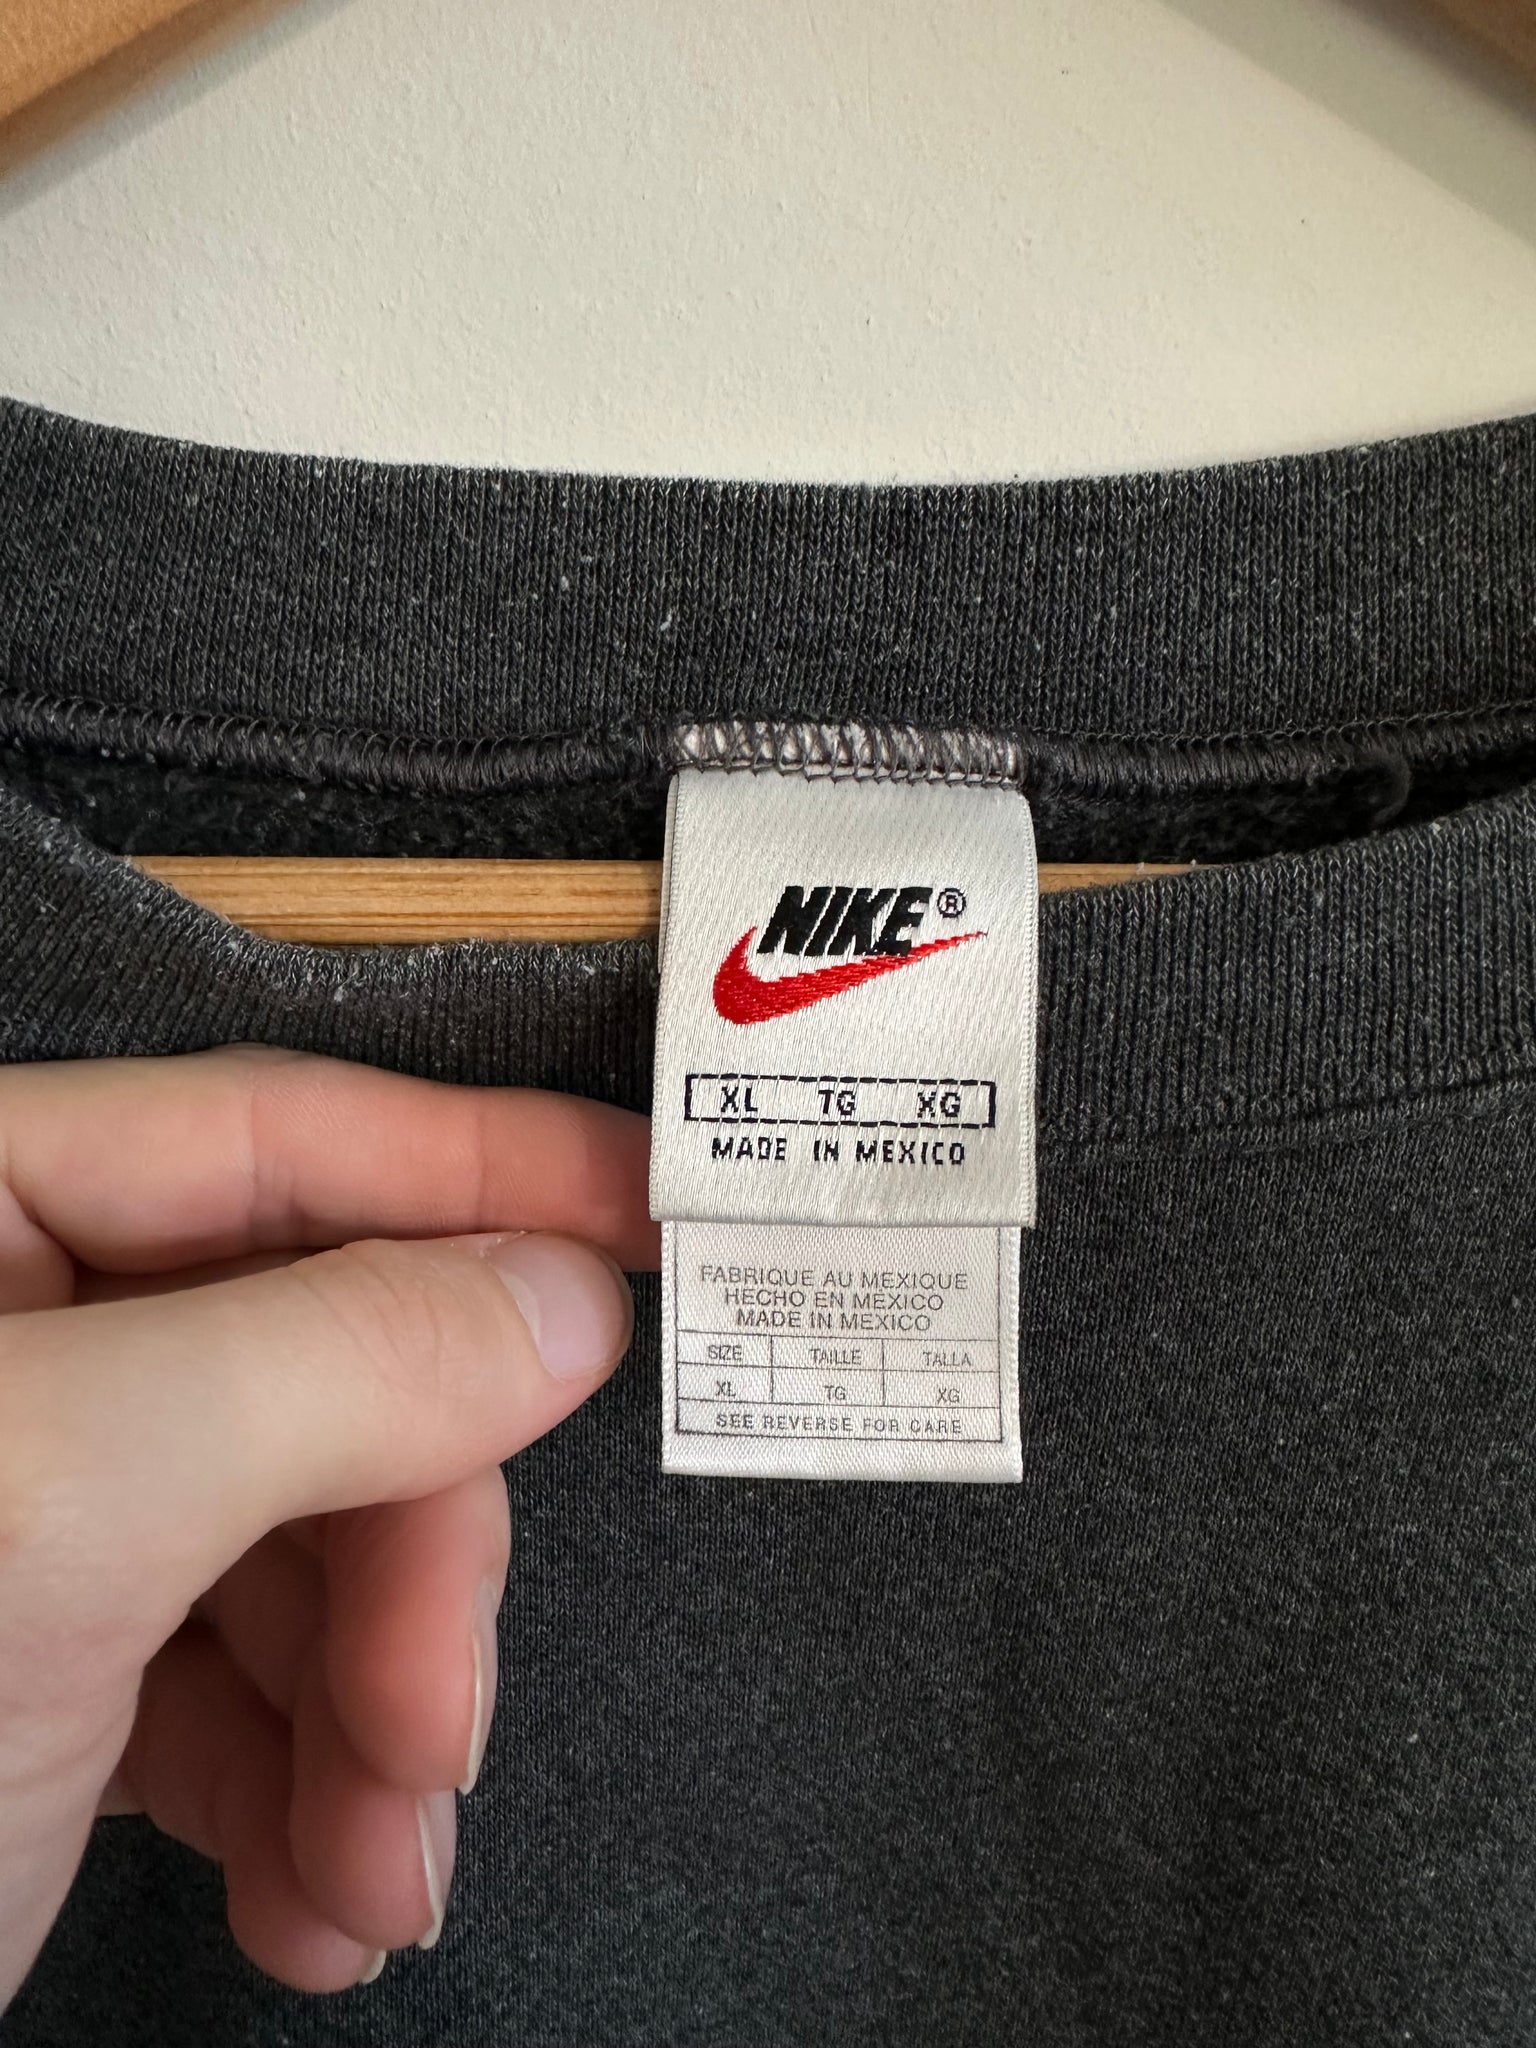 NIKE®
XL TG XG
MADE IN MEXICO
FABRIQUE AU MEXIQUE
HECHO EN MEXICO
MADE IN MEXICO
SIZE TAILLE TALLA
XL TG XG
SEE REVERSE FOR CARE